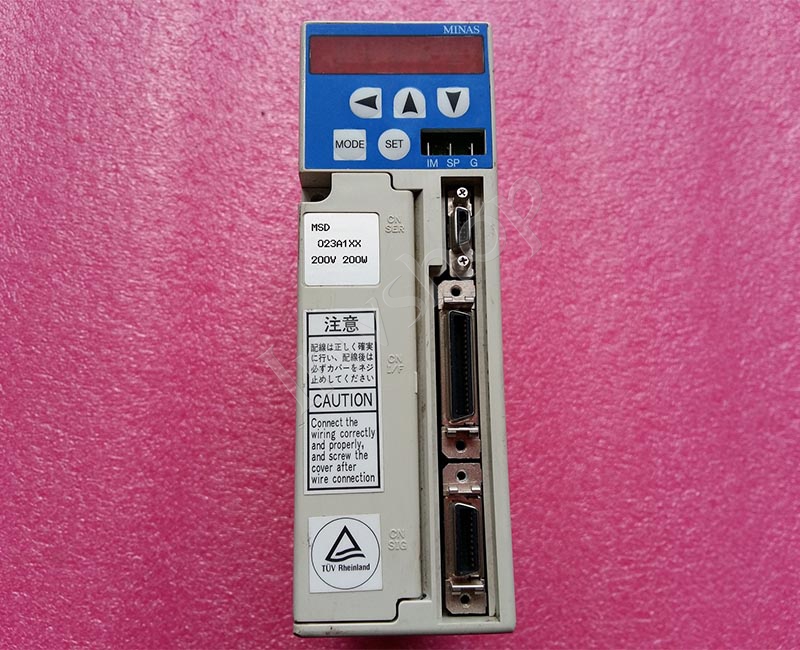 MINAS
MODE
SET
IM SP G
MSD
023A1XX
200V 200W
CN
SER
注意
配線は正しく確実
に行い、配線後は
必ずカバーをネジ
止めしてください
CN
I/F
CAUTION
Connect the
wiring correctly
and properly,
and screw the
cover after
wire connection
CN
SIG
TÜV Rheinland